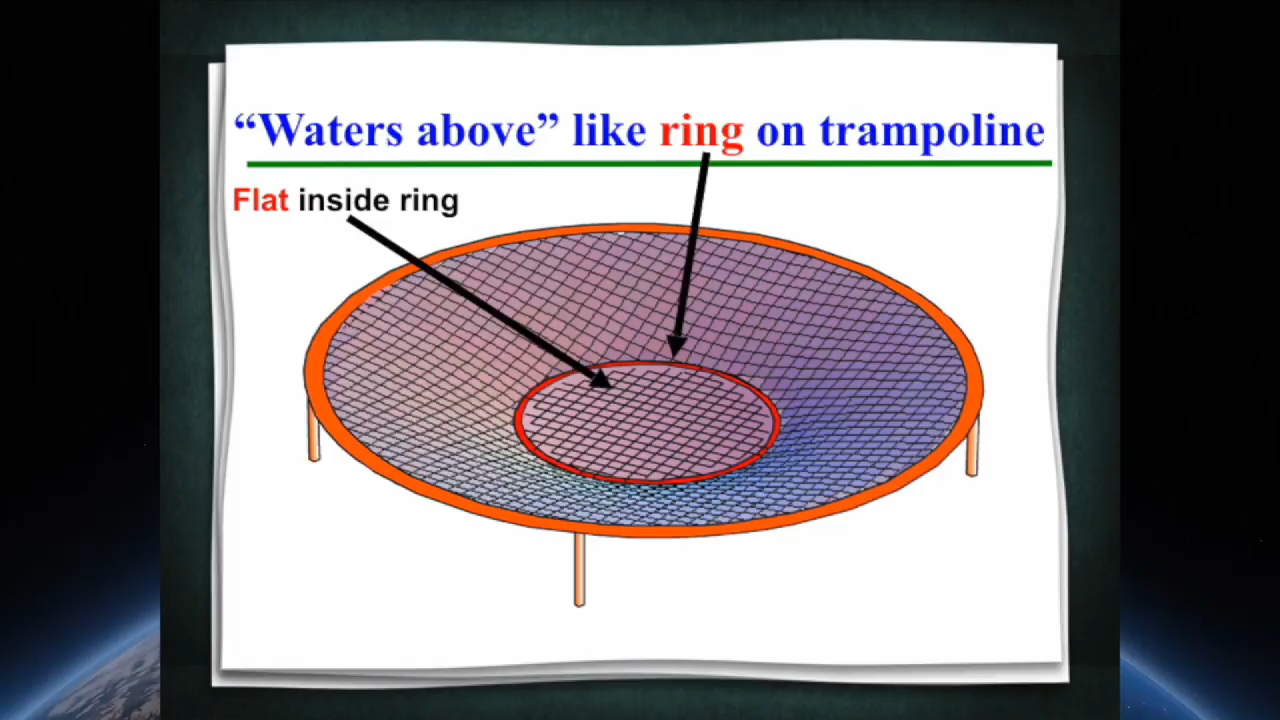 “Waters above” like ring on trampoline
Flat inside ring